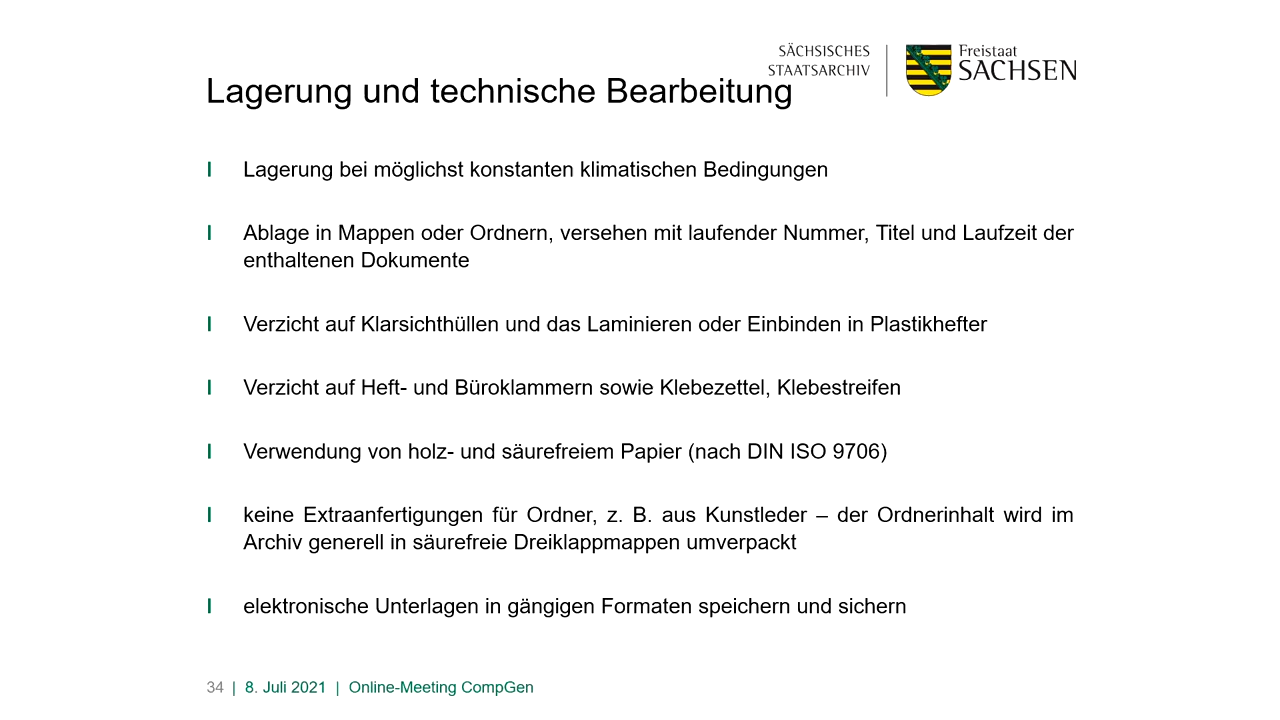 SÄCHSISCHES
STAATSARCHIV
Freistaat
SACHSEN
Lagerung und technische Bearbeitung
I Lagerung bei möglichst konstanten klimatischen Bedingungen
I Ablage in Mappen oder Ordnern, versehen mit laufender Nummer, Titel und Laufzeit der
enthaltenen Dokumente
I Verzicht auf Klarsichthüllen und das Laminieren oder Einbinden in Plastikhefter
I Verzicht auf Heft- und Büroklammern sowie Klebezettel, Klebestreifen
I Verwendung von holz- und säurefreiem Papier (nach DIN ISO 9706)
I keine Extraanfertigungen für Ordner, z. B. aus Kunstleder – der Ordnerinhalt wird im
Archiv generell in säurefreie Dreiklappmappen umverpackt
I elektronische Unterlagen in gängigen Formaten speichern und sichern
34 | 8. Juli 2021 | Online-Meeting CompGen